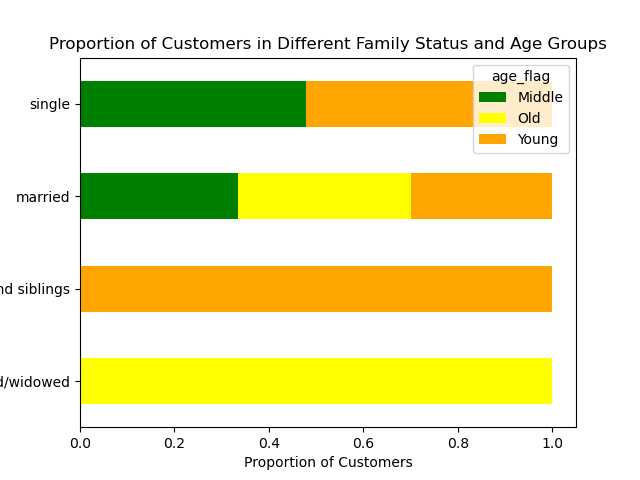 Proportion of Customers in Different Family Status and Age Groups
age_flag
Middle
Old
Young
single
married
nd siblings
d/widowed
0.0 0.2 0.4 0.6 0.8 1.0
Proportion of Customers